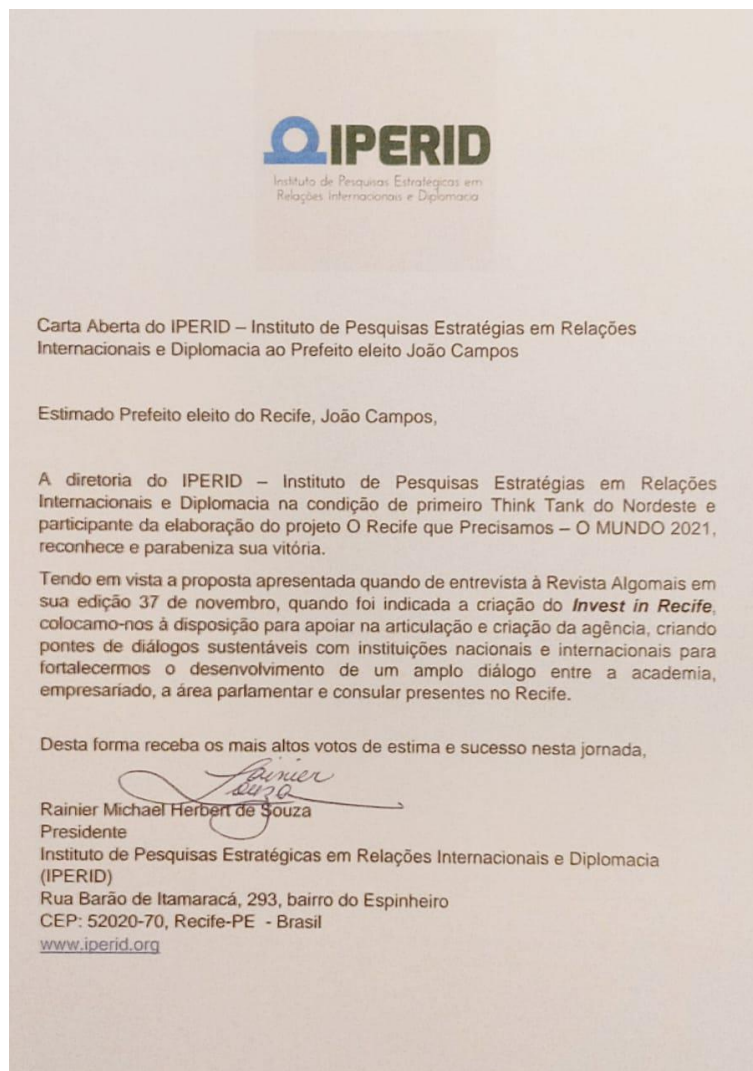 IPERID
Instituto de Pesquisas Estratégicas em
Relações Internacionais e Diplomacia
Carta Aberta do IPERID – Instituto de Pesquisas Estratégias em Relações
Internacionais e Diplomacia ao Prefeito eleito João Campos
Estimado Prefeito eleito do Recife, João Campos,
A diretoria do IPERID – Instituto de Pesquisas Estratégias em Relações
Internacionais e Diplomacia na condição de primeiro Think Tank do Nordeste e
participante da elaboração do projeto O Recife que Precisamos – O MUNDO 2021,
reconhece e parabeniza sua vitória.
Tendo em vista a proposta apresentada quando de entrevista à Revista Algomais em
sua edição 37 de novembro, quando foi indicada a criação do Invest in Recife,
colocamo-nos à disposição para apoiar na articulação e criação da agência, criando
pontes de diálogos sustentáveis com instituições nacionais e internacionais para
fortalecermos o desenvolvimento de um amplo diálogo entre a academia,
empresariado, a área parlamentar e consular presentes no Recife.
Desta forma receba os mais altos votos de estima e sucesso nesta jornada,
Rainier
Souza
Rainier Michael Herbert de Souza
Presidente
Instituto de Pesquisas Estratégicas em Relações Internacionais e Diplomacia
(IPERID)
Rua Barão de Itamaracá, 293, bairro do Espinheiro
CEP: 52020-70, Recife-PE - Brasil
www.iperid.org